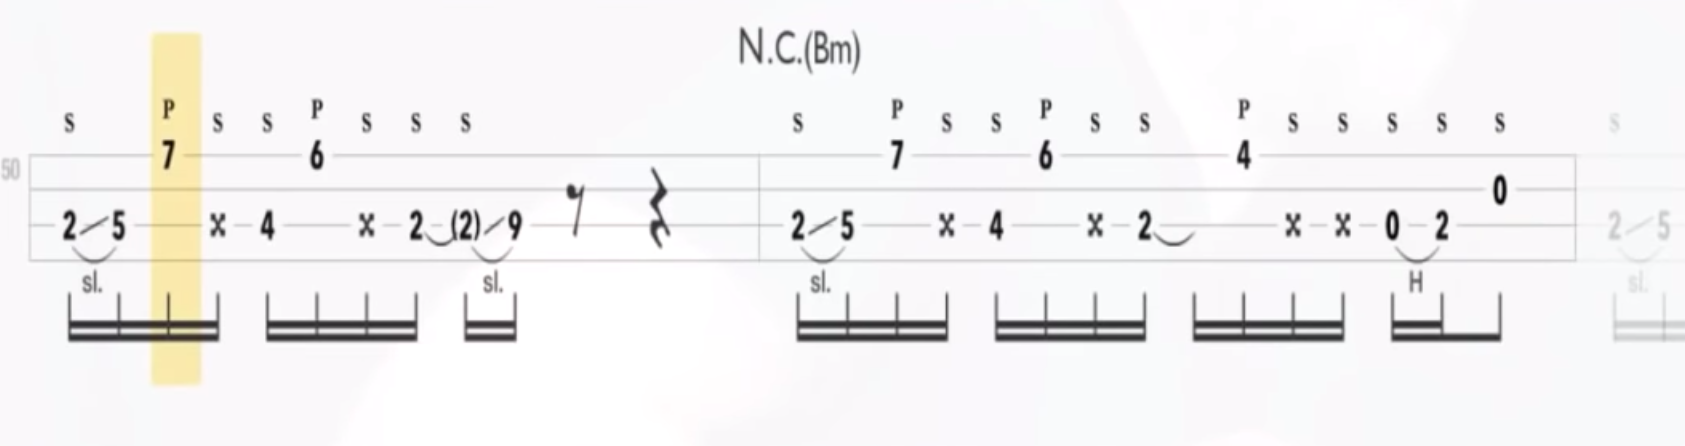 N.C.(Bm)
S P S S P S S S S P S S P S S P S S S S S S
7 6 7 6 4
50
0
2 5 x 4 x 2 (2) 9 2 5 x 4 x 2 x x 0 2 2 5
sl. sl. sl. H sl.